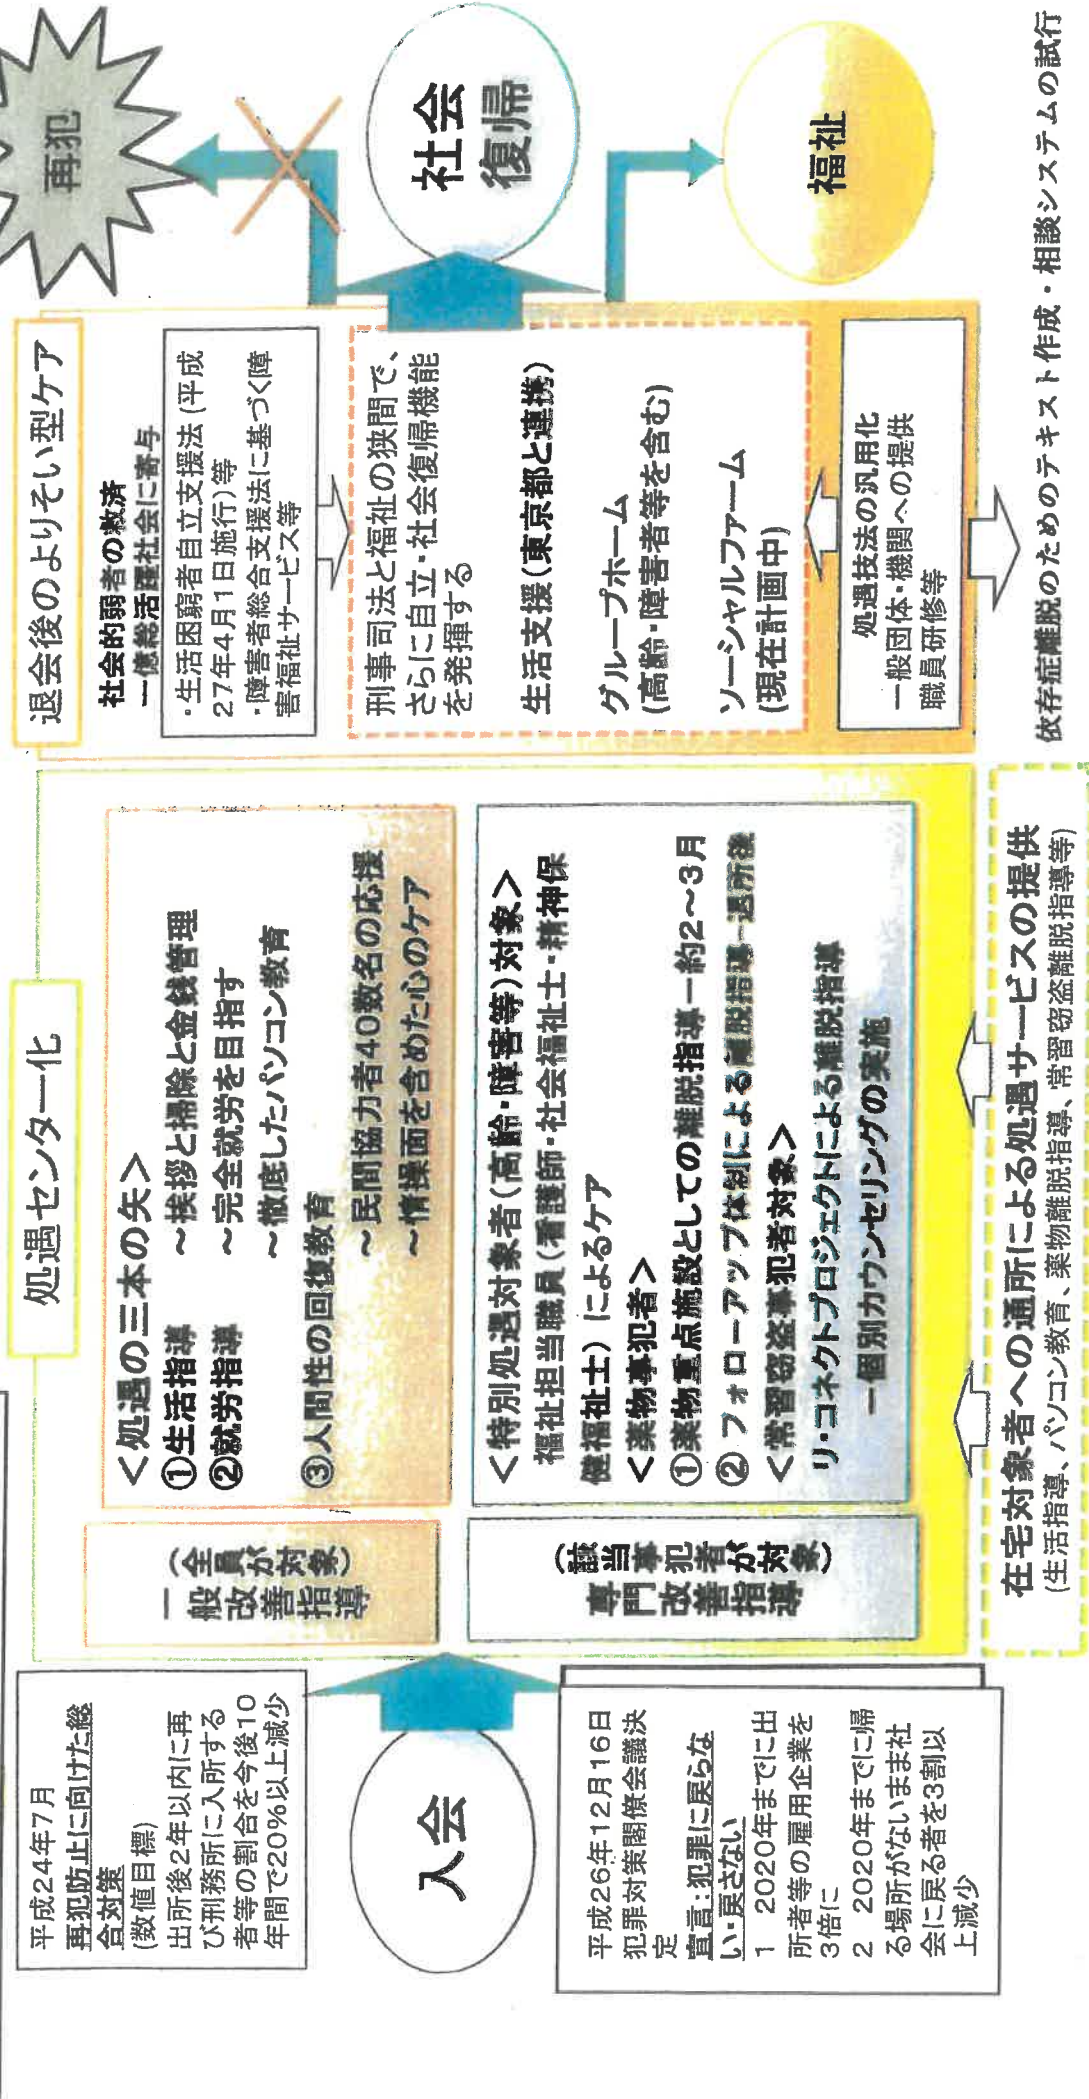 平成24年7月
再犯防止に向けた総
合対策
(数値目標)
出所後2年以内に再
び刑務所に入所する
者等の割合を今後10
年間で20%以上減少
入会
平成26年12月16日
犯罪対策閣僚会議決
定
宣言:犯罪に戻らな
い・戻さない
1 2020年までに出
所者等の雇用企業を
3倍に
2 2020年までに帰
る場所がないまま社
会に戻る者を3割以
上減少
処遇センター化
一般改善指導
(全員が対象)
<処遇の三本の矢>
①生活指導 ~挨拶と掃除と金銭管理
②就労指導 ~完全就労を目指す
~徹底したパソコン教育
③人間性の回復教育
~民間協力者40数名の応援
~情操面を含めた心のケア
専門改善指導
(該当事犯者が対象)
<特別処遇対象者(高齢・障害等)対象>
福祉担当職員(看護師・社会福祉士・精神保
健福祉士)によるケア
<薬物事犯者>
①薬物重点施設としての離脱指導ー約2~3月
②フォローアップ体制による離脱指導ー退所後
<常習窃盗事犯者対象>
リ・コネクトプロジェクトによる離脱指導
ー個別カウンセリングの実施
在宅対象者への通所による処遇サービスの提供
(生活指導、パソコン教育、薬物離脱指導、常習窃盗離脱指導等)
退会後のよりそい型ケア
社会的弱者の救済
一億総活躍社会に寄与
・生活困窮者自立支援法(平成
27年4月1日施行)等
・障害者総合支援法に基づく障
害福祉サービス等
刑事司法と福祉の狭間で、
さらに自立・社会復帰機能
を発揮する
生活支援(東京都と連携)
グループホーム
(高齢・障害者等を含む)
ソーシャルファーム
(現在計画中)
処遇技法の汎用化
一般団体・機関への提供
職員研修等
依存症離脱のためのテキスト作成・相談システムの試行
再犯
社会
復帰
福祉